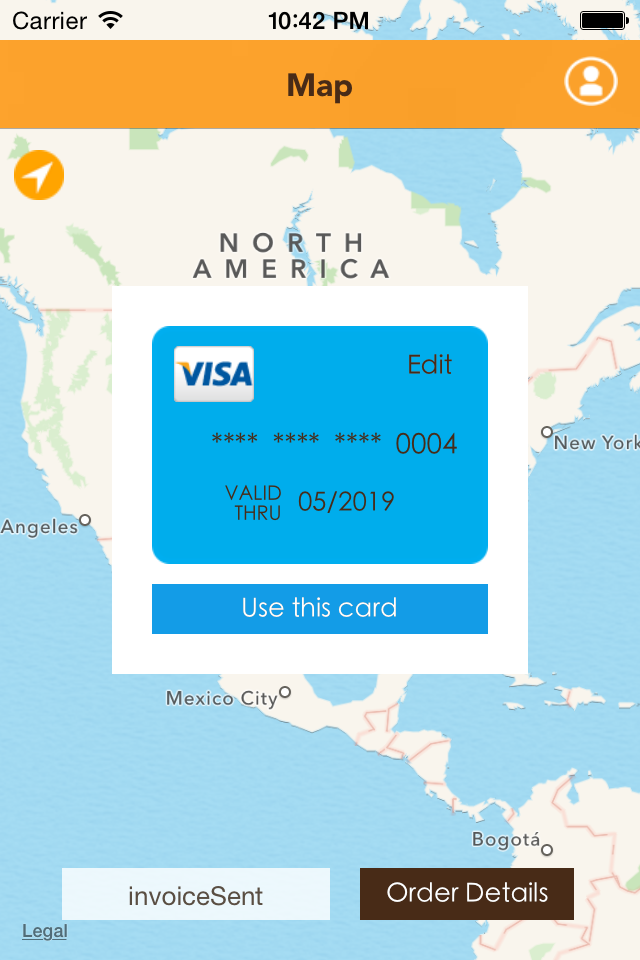 Carrier 10:42 PM
Map
NORTH
AMERICA
VISA Edit
**** **** **** 0004
VALID
THRU 05/2019
New York
Angeles
Use this card
Mexico City
Bogotá
invoiceSent Order Details
Legal